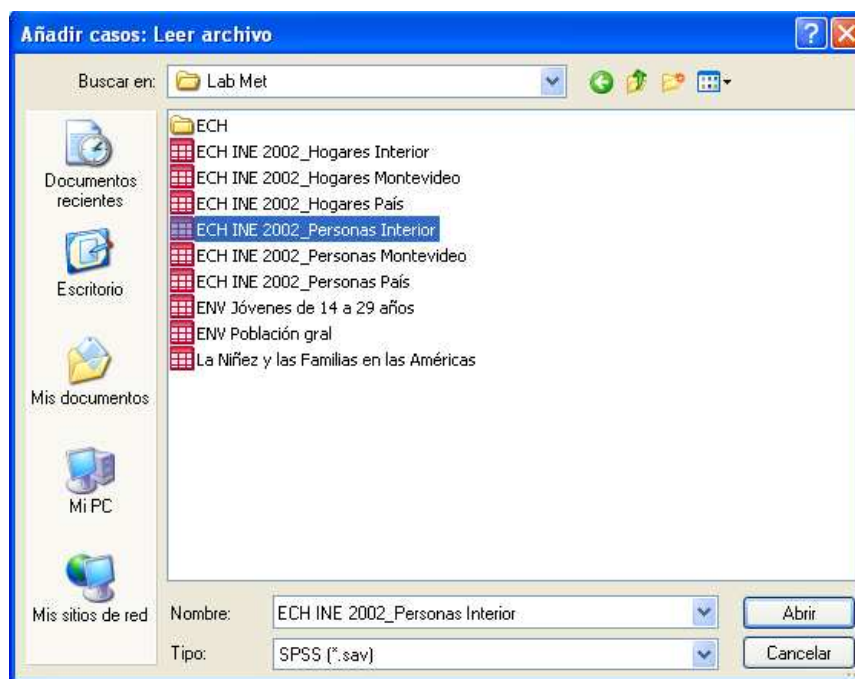 Añadir casos: Leer archivo
Buscar en:
Lab Met
Documentos
recientes
Escritorio
Mis documentos
Mi PC
Mis sitios de red
ECH
ECH INE 2002_Hogares Interior
ECH INE 2002_Hogares Montevideo
ECH INE 2002_Hogares País
ECH INE 2002_Personas Interior
ECH INE 2002_Personas Montevideo
ECH INE 2002_Personas País
ENV Jóvenes de 14 a 29 años
ENV Población gral
La Niñez y las Familias en las Américas
Nombre:
ECH INE 2002_Personas Interior
Abrir
Tipo:
SPSS (*.sav)
Cancelar